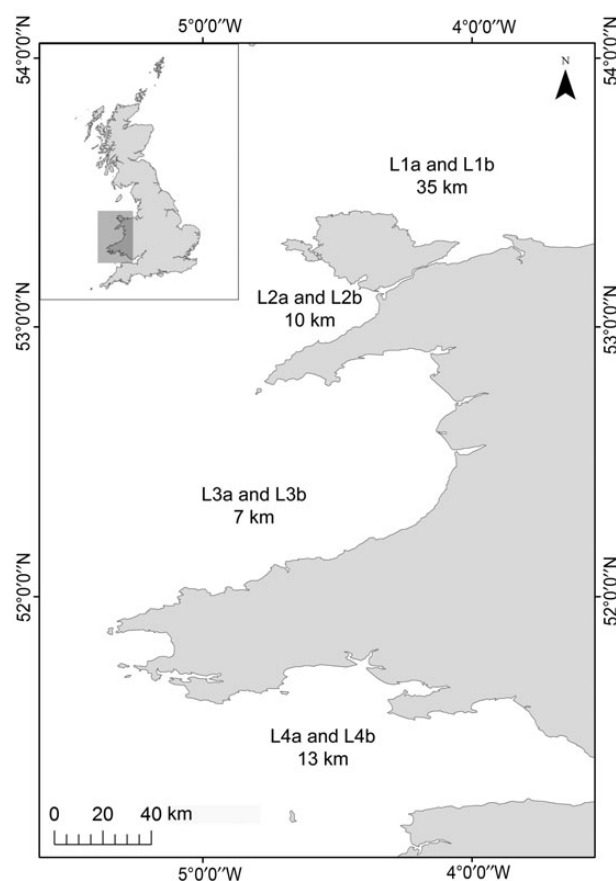 5°0'0"W 4°0'0"W
54°0'0"N 54°0'0"N
N
L1a and L1b
35 km
L2a and L2b
10 km
53°0'0"N 53°0'0"N
L3a and L3b
7 km
52°0'0"N 52°0'0"N
L4a and L4b
13 km
0 20 40 km
5°0'0"W 4°0'0"W